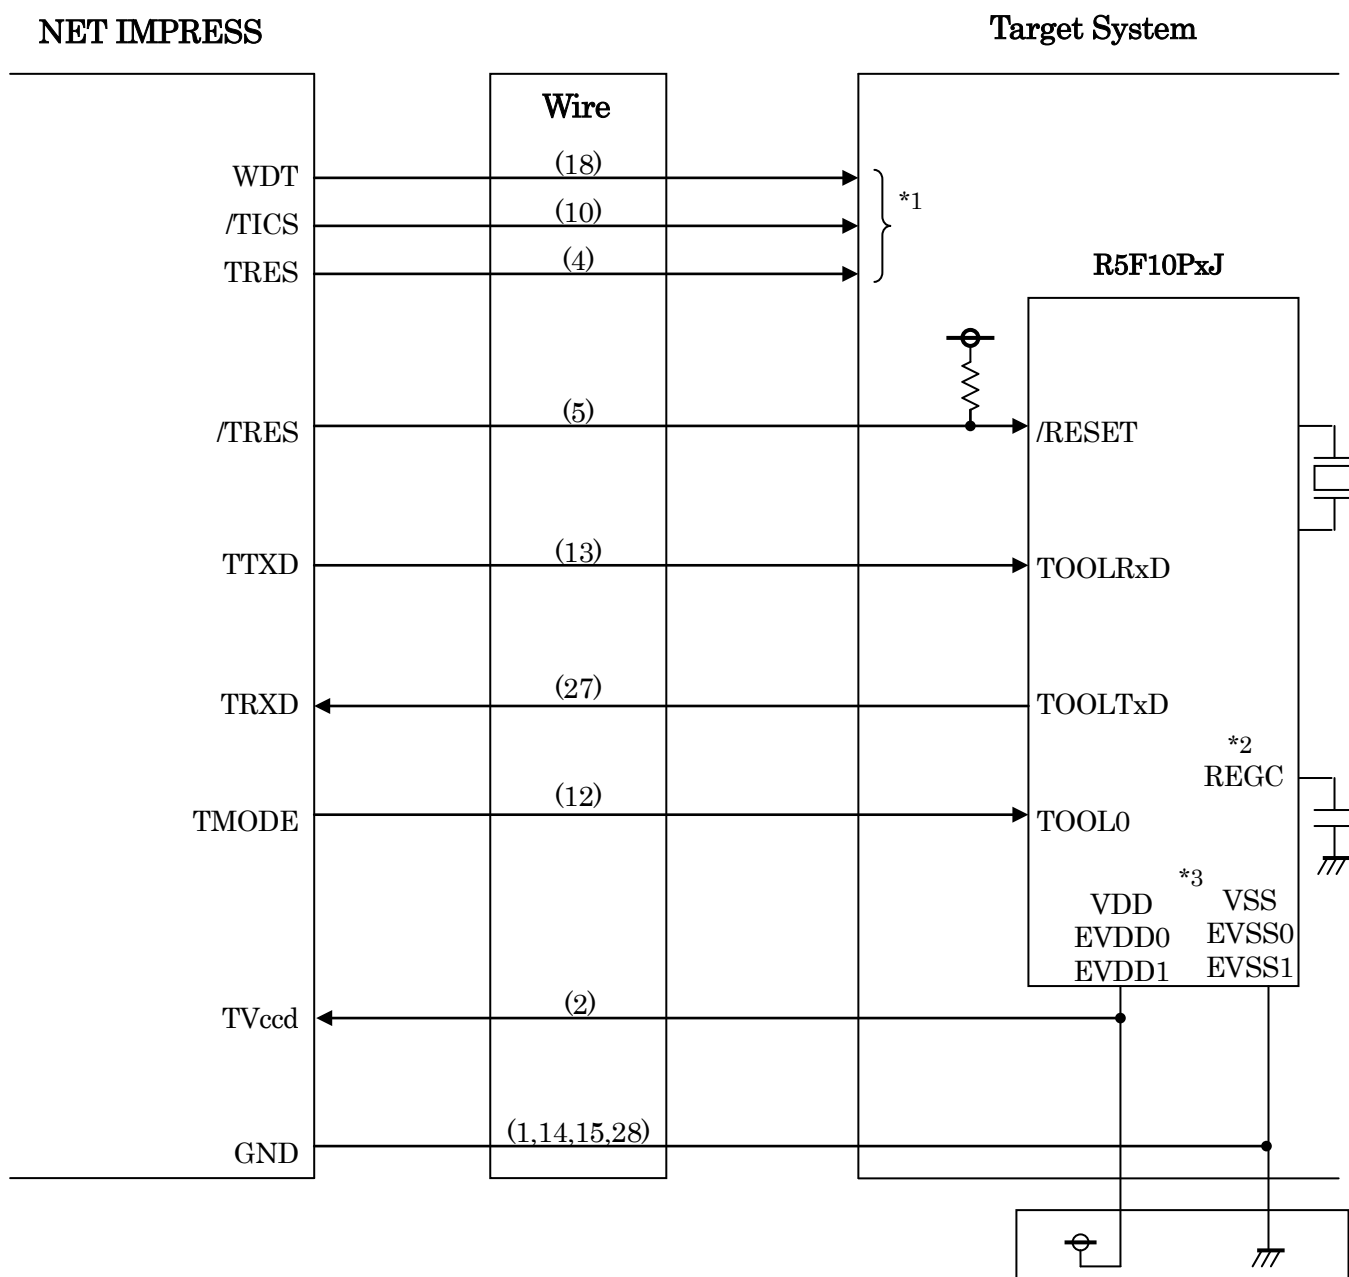 NET IMPRESS
Target System
Wire
WDT
(18)
*1
/TICS
(10)
TRES
(4)
R5F10PxJ
/TRES
(5)
/RESET
TTXD
(13)
TOOLRxD
TRXD
(27)
TOOLTxD
*2
REGC
TMODE
(12)
TOOL0
*3
VDD
VSS
EVDD0
EVSS0
EVDD1
EVSS1
TVccd
(2)
GND
(1,14,15,28)